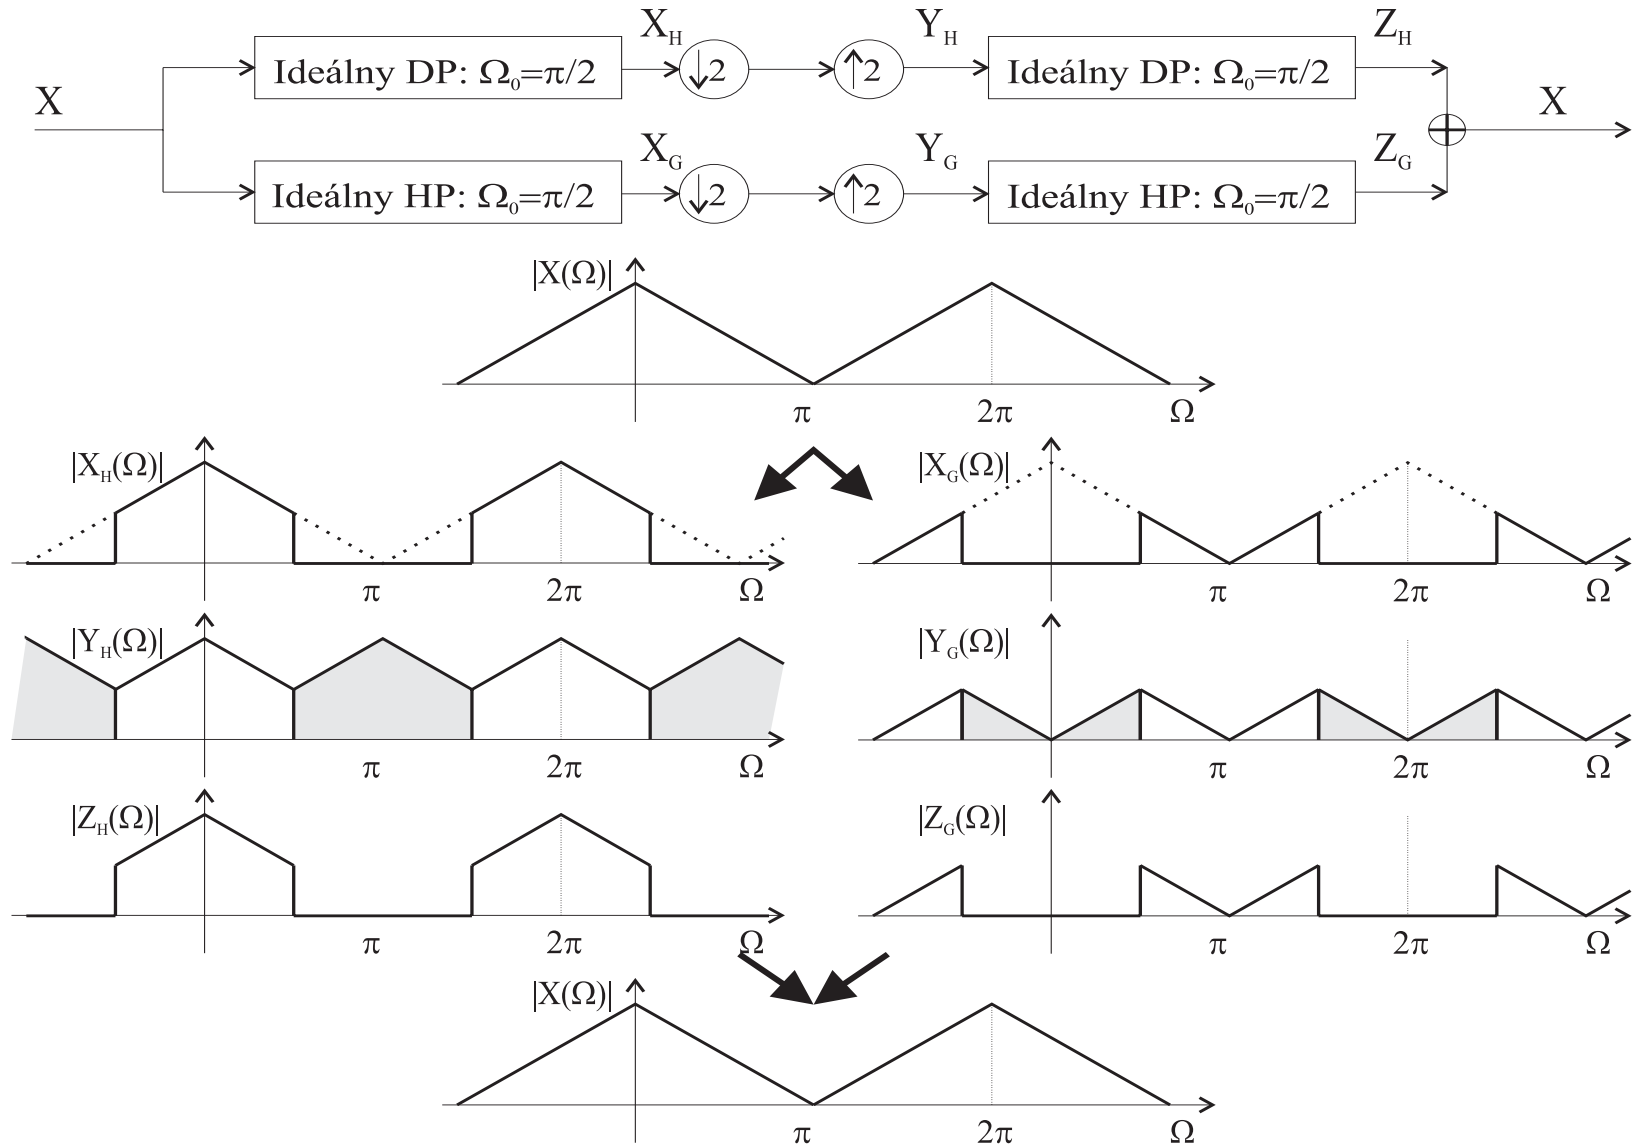 X_H Y_H Z_H
Ideálny DP: Ω₀=π/2 ↓2 ↑2 Ideálny DP: Ω₀=π/2
X X
X_G Y_G Z_G
Ideálny HP: Ω₀=π/2 ↓2 ↑2 Ideálny HP: Ω₀=π/2
|X(Ω)|
π 2π Ω
|X_H(Ω)| |X_G(Ω)|
π 2π Ω π 2π Ω
|Y_H(Ω)| |Y_G(Ω)|
π 2π Ω π 2π Ω
|Z_H(Ω)| |Z_G(Ω)|
π 2π Ω π 2π Ω
|X(Ω)|
π 2π Ω